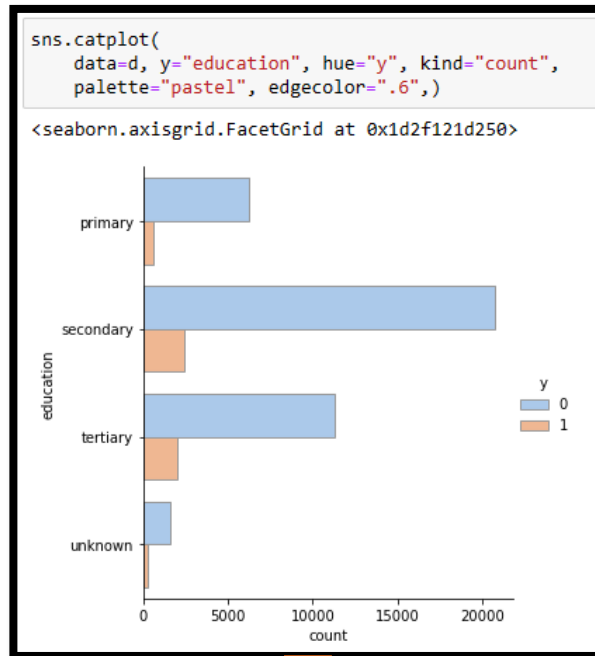 sns.catplot(
    data=d, y="education", hue="y", kind="count",
    palette="pastel", edgecolor=".6",)
<seaborn.axisgrid.FacetGrid at 0x1d2f121d250>
primary
secondary
tertiary
unknown
education
y
0
1
0 5000 10000 15000 20000
count